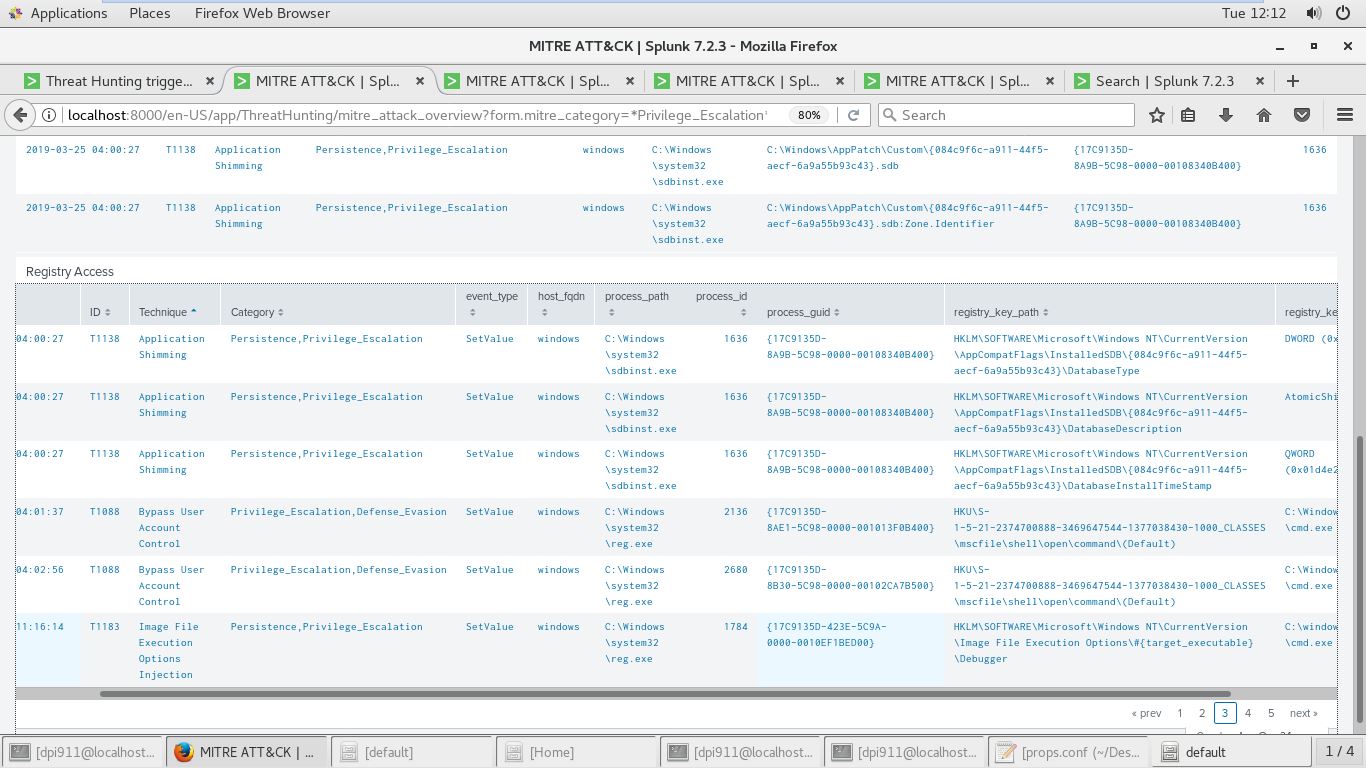 Applications Places Firefox Web Browser Tue 12:12
MITRE ATT&CK | Splunk 7.2.3 - Mozilla Firefox
Threat Hunting trigge... MITRE ATT&CK | Spl... MITRE ATT&CK | Spl... MITRE ATT&CK | Spl... MITRE ATT&CK | Spl... Search | Splunk 7.2.3
localhost:8000/en-US/app/ThreatHunting/mitre_attack_overview?form.mitre_category=*Privilege_Escalation* 80% Search
2019-03-25 04:00:27 T1138 Application Persistence,Privilege_Escalation windows C:\Windows C:\Windows\AppPatch\Custom\{084c9f6c-a911-44f5- {17C9135D- 1636
Shimming \system32 aecf-6a9a55b93c43}.sdb 8A9B-5C98-0000-00108340B400}
\sdbinst.exe
2019-03-25 04:00:27 T1138 Application Persistence,Privilege_Escalation windows C:\Windows C:\Windows\AppPatch\Custom\{084c9f6c-a911-44f5- {17C9135D- 1636
Shimming \system32 aecf-6a9a55b93c43}.sdb:Zone.Identifier 8A9B-5C98-0000-00108340B400}
\sdbinst.exe
Registry Access
event_type host_fqdn process_path process_id
ID Technique Category process_guid registry_key_path registry_ke
04:00:27 T1138 Application Persistence,Privilege_Escalation SetValue windows C:\Windows 1636 {17C9135D- HKLM\SOFTWARE\Microsoft\Windows NT\CurrentVersion DWORD (0x
Shimming \system32 8A9B-5C98-0000-00108340B400} \AppCompatFlags\InstalledSDB\{084c9f6c-a911-44f5-
\sdbinst.exe aecf-6a9a55b93c43}\DatabaseType
04:00:27 T1138 Application Persistence,Privilege_Escalation SetValue windows C:\Windows 1636 {17C9135D- HKLM\SOFTWARE\Microsoft\Windows NT\CurrentVersion AtomicShi
Shimming \system32 8A9B-5C98-0000-00108340B400} \AppCompatFlags\InstalledSDB\{084c9f6c-a911-44f5-
\sdbinst.exe aecf-6a9a55b93c43}\DatabaseDescription
04:00:27 T1138 Application Persistence,Privilege_Escalation SetValue windows C:\Windows 1636 {17C9135D- HKLM\SOFTWARE\Microsoft\Windows NT\CurrentVersion QWORD
Shimming \system32 8A9B-5C98-0000-00108340B400} \AppCompatFlags\InstalledSDB\{084c9f6c-a911-44f5- (0x01d4e2
\sdbinst.exe aecf-6a9a55b93c43}\DatabaseInstallTimeStamp
04:01:37 T1088 Bypass User Privilege_Escalation,Defense_Evasion SetValue windows C:\Windows 2136 {17C9135D- HKU\S- C:\Window
Account \system32 8AE1-5C98-0000-001013F0B400} 1-5-21-2374700888-3469647544-1377038430-1000_CLASSES \cmd.exe
Control \reg.exe \mscfile\shell\open\command\(Default)
04:02:56 T1088 Bypass User Privilege_Escalation,Defense_Evasion SetValue windows C:\Windows 2680 {17C9135D- HKU\S- C:\Window
Account \system32 8B30-5C98-0000-00102CA7B500} 1-5-21-2374700888-3469647544-1377038430-1000_CLASSES \cmd.exe
Control \reg.exe \mscfile\shell\open\command\(Default)
11:16:14 T1183 Image File Persistence,Privilege_Escalation SetValue windows C:\Windows 1784 {17C9135D-423E-5C9A- HKLM\SOFTWARE\Microsoft\Windows NT\CurrentVersion C:\window
Execution \system32 0000-0010EF1BED00} \Image File Execution Options\#{target_executable} \cmd.exe
Options \reg.exe \Debugger
Injection
« prev 1 2 3 4 5 next »
[dpi911@localhost... MITRE ATT&CK | ... [default] [Home] [dpi911@localhost... [dpi911@localhost... [props.conf (~/Des... default 1 / 4